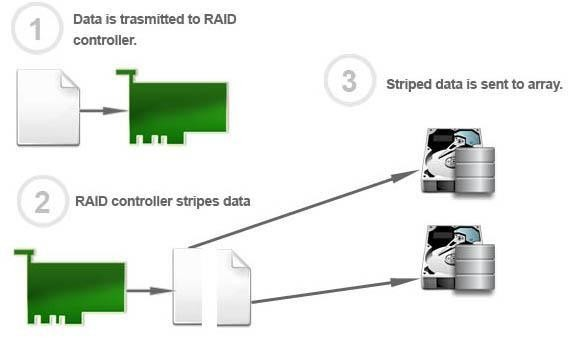 1
Data is trasmitted to RAID
controller.
3
Striped data is sent to array.
2
RAID controller stripes data